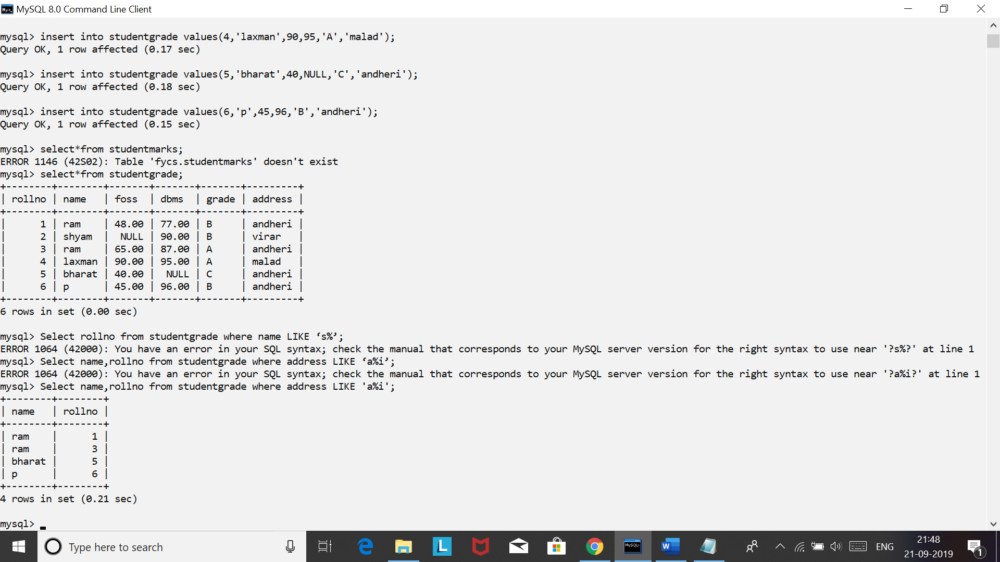 MySQL 8.0 Command Line Client
mysql> insert into studentgrade values(4,'laxman',90,95,'A','malad');
Query OK, 1 row affected (0.17 sec)
mysql> insert into studentgrade values(5,'bharat',40,NULL,'C','andheri');
Query OK, 1 row affected (0.18 sec)
mysql> insert into studentgrade values(6,'p',45,96,'B','andheri');
Query OK, 1 row affected (0.15 sec)
mysql> select*from studentmarks;
ERROR 1146 (42S02): Table 'fycs.studentmarks' doesn't exist
mysql> select*from studentgrade;
+--------+--------+-------+-------+-------+---------+
| rollno | name   | foss  | dbms  | grade | address |
+--------+--------+-------+-------+-------+---------+
|      1 | ram    | 48.00 | 77.00 | B     | andheri |
|      2 | shyam  |  NULL | 90.00 | B     | virar   |
|      3 | ram    | 65.00 | 87.00 | A     | andheri |
|      4 | laxman | 90.00 | 95.00 | A     | malad   |
|      5 | bharat | 40.00 |  NULL | C     | andheri |
|      6 | p      | 45.00 | 96.00 | B     | andheri |
+--------+--------+-------+-------+-------+---------+
6 rows in set (0.00 sec)
mysql> Select rollno from studentgrade where name LIKE ‘s%’;
ERROR 1064 (42000): You have an error in your SQL syntax; check the manual that corresponds to your MySQL server version for the right syntax to use near '?s%?' at line 1
mysql> Select name,rollno from studentgrade where address LIKE ‘a%i’;
ERROR 1064 (42000): You have an error in your SQL syntax; check the manual that corresponds to your MySQL server version for the right syntax to use near '?a%i?' at line 1
mysql> Select name,rollno from studentgrade where address LIKE 'a%i';
+--------+--------+
| name   | rollno |
+--------+--------+
| ram    |      1 |
| ram    |      3 |
| bharat |      5 |
| p      |      6 |
+--------+--------+
4 rows in set (0.21 sec)
mysql>
Type here to search
L
MySQL
W
ENG
21:48
21-09-2019
1